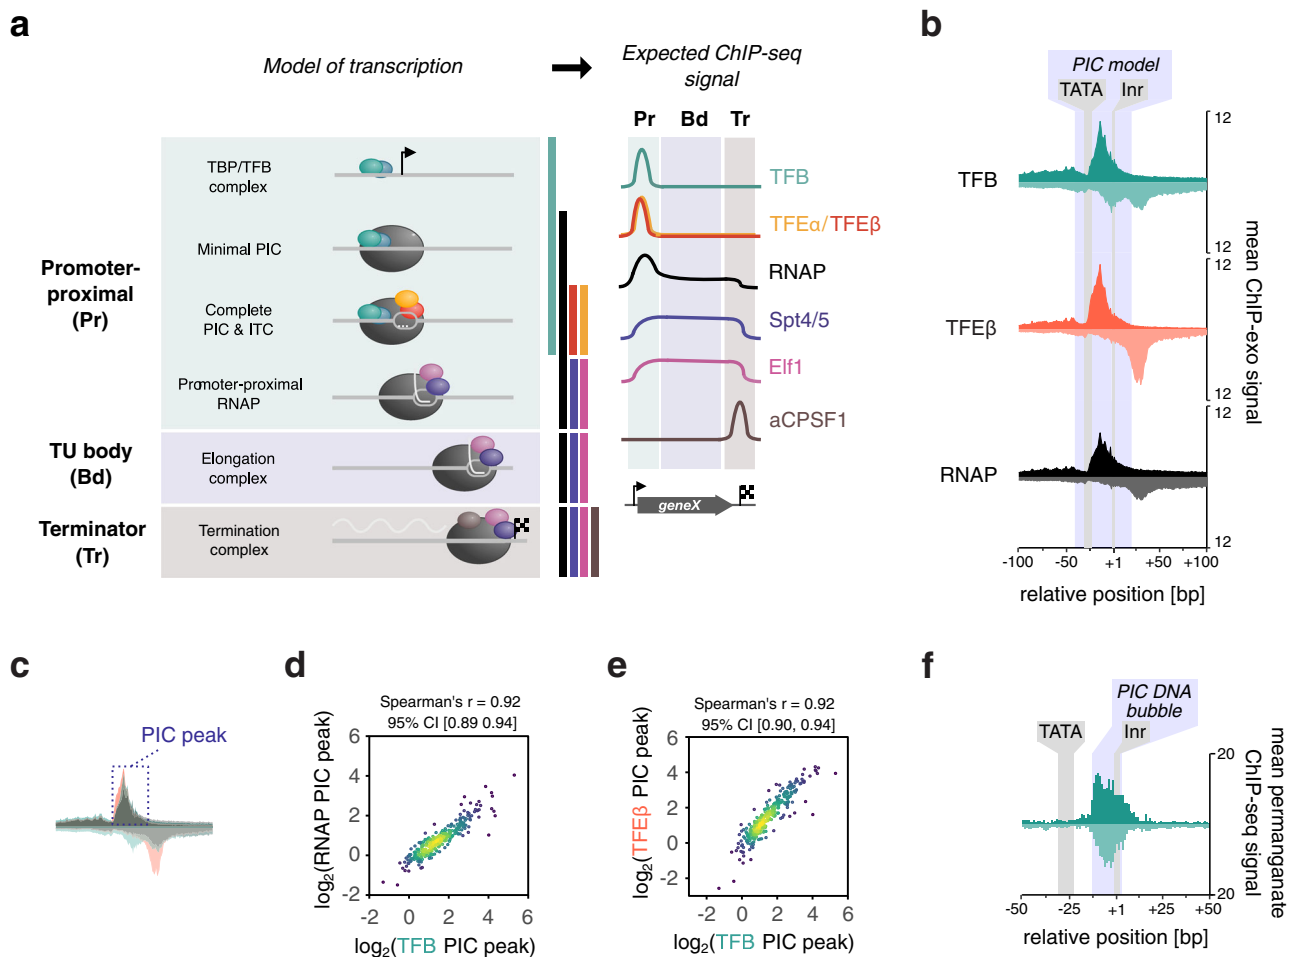 a
Model of transcription
Expected ChIP-seq
signal
Pr
Bd
Tr
Promoter-
proximal
(Pr)
TBP/TFB
complex
Minimal PIC
Complete
PIC & ITC
Promoter-proximal
RNAP
TU body
(Bd)
Elongation
complex
Terminator
(Tr)
Termination
complex
TFB
TFEα/TFEβ
RNAP
Spt4/5
Elf1
aCPSF1
geneX
b
PIC model
TATA
Inr
TFB
TFEβ
RNAP
12
12
12
12
12
12
mean ChIP-exo signal
-100
-50
+1
+50
+100
relative position [bp]
c
PIC peak
d
Spearman's r = 0.92
95% CI [0.89 0.94]
log2(RNAP PIC peak)
6
4
2
0
-2
-2
0
2
4
6
log2(TFB PIC peak)
e
Spearman's r = 0.92
95% CI [0.90, 0.94]
log2(TFEβ PIC peak)
6
4
2
0
-2
-2
0
2
4
6
log2(TFB PIC peak)
f
PIC DNA
bubble
TATA
Inr
20
20
mean permanganate
ChIP-seq signal
-50
-25
+1
+25
+50
relative position [bp]